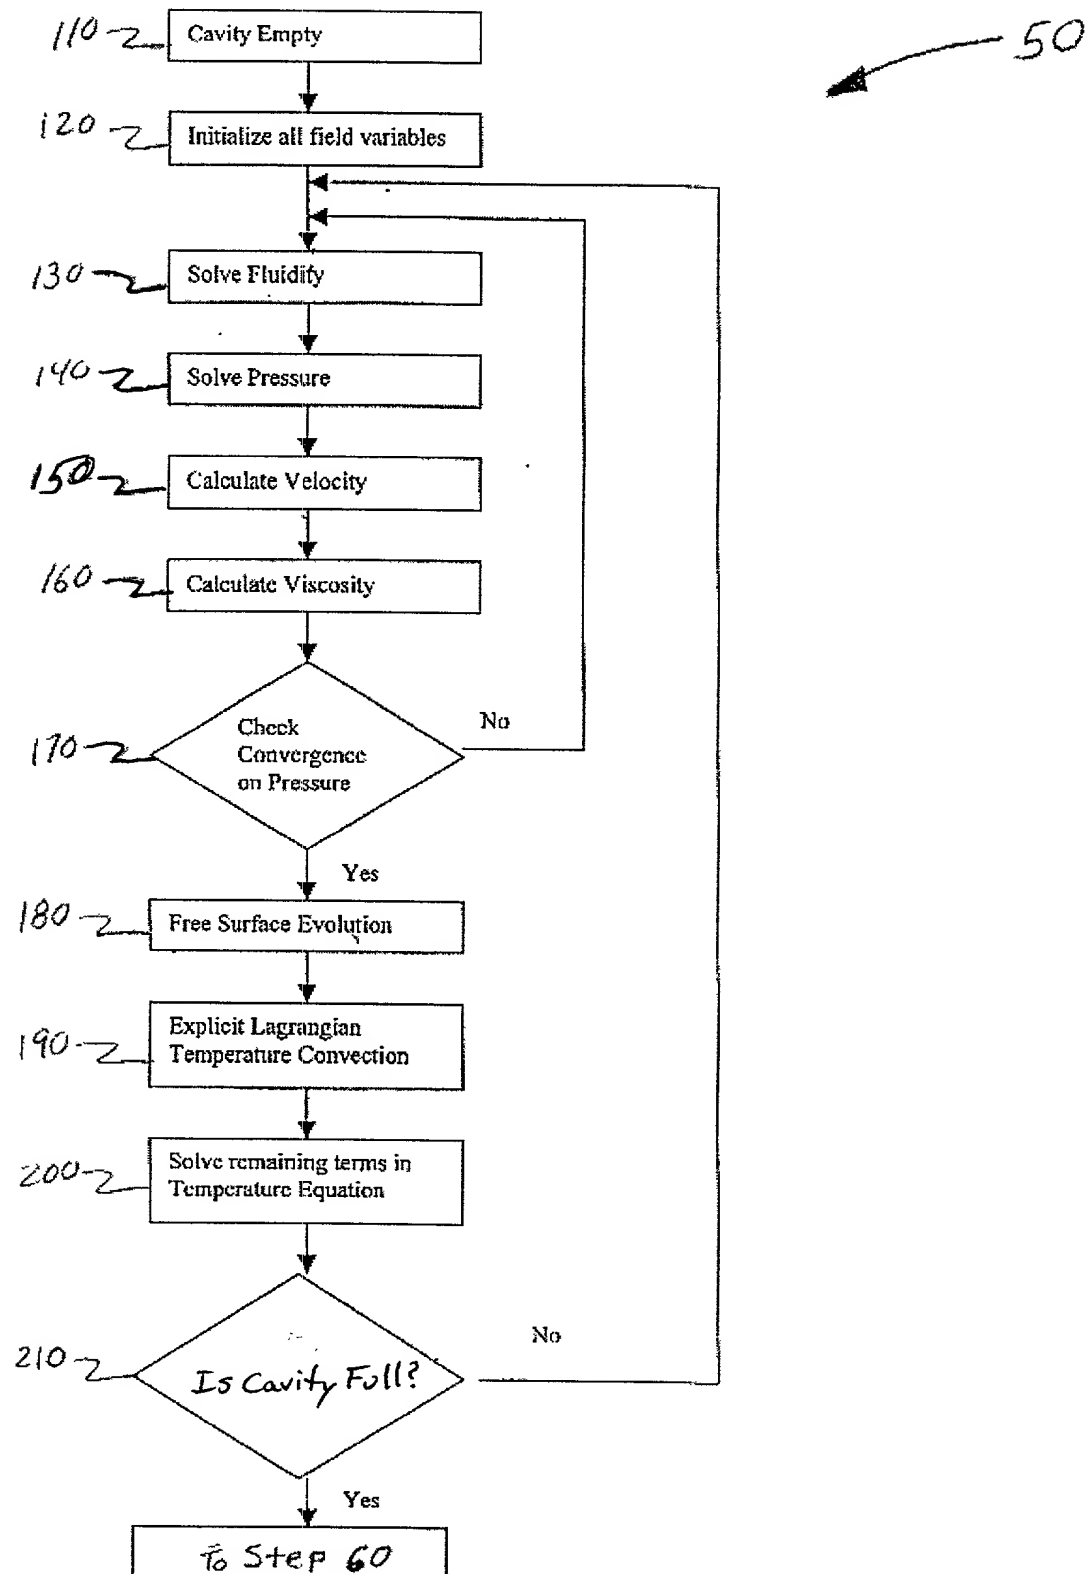 110
Cavity Empty
50
120
Initialize all field variables
130
Solve Fluidity
140
Solve Pressure
150
Calculate Velocity
160
Calculate Viscosity
170
Check
Convergence
on Pressure
No
Yes
180
Free Surface Evolution
190
Explicit Lagrangian
Temperature Convection
200
Solve remaining terms in
Temperature Equation
210
Is Cavity Full?
No
Yes
To Step 60